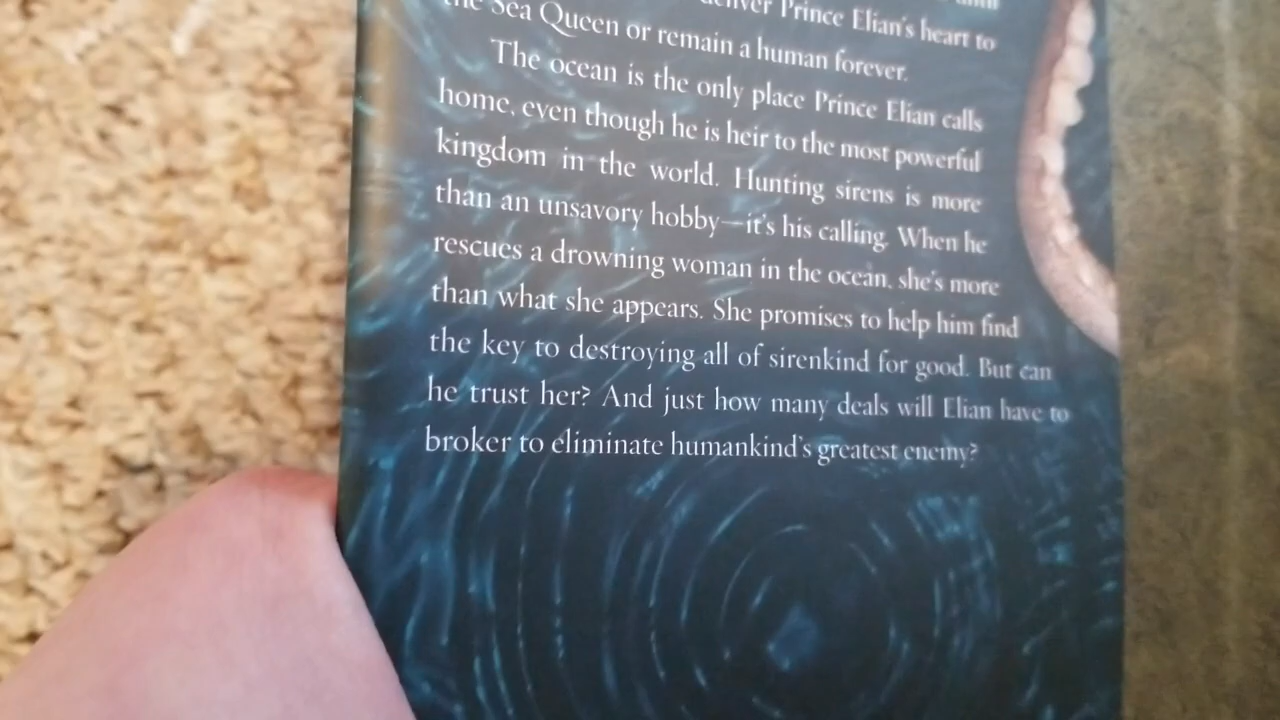 deliver Prince Elian's heart to
the Sea Queen or remain a human forever.
The ocean is the only place Prince Elian calls
home, even though he is heir to the most powerful
kingdom in the world. Hunting sirens is more
than an unsavory hobby—it's his calling. When he
rescues a drowning woman in the ocean, she's more
than what she appears. She promises to help him find
the key to destroying all of sirenkind for good. But can
he trust her? And just how many deals will Elian have to
broker to eliminate humankind's greatest enemy?